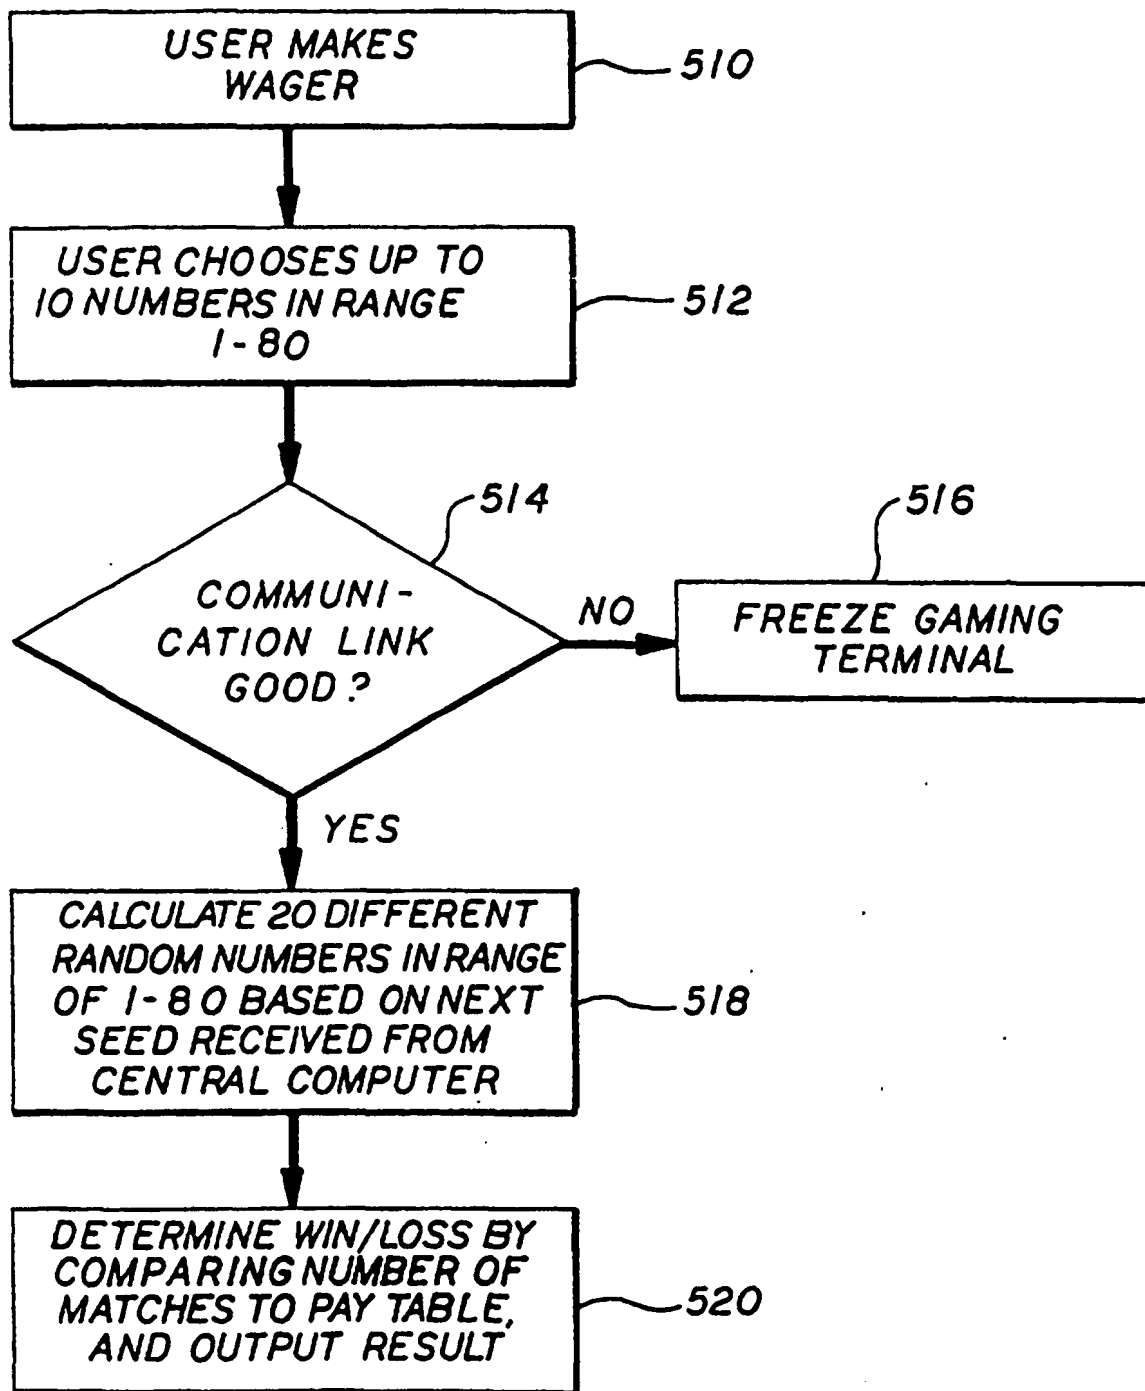 USER MAKES
WAGER
510
USER CHOOSES UP TO
10 NUMBERS IN RANGE
1-80
512
514
COMMUNI-
CATION LINK
GOOD?
NO
516
FREEZE GAMING
TERMINAL
YES
CALCULATE 20 DIFFERENT
RANDOM NUMBERS IN RANGE
OF 1-80 BASED ON NEXT
SEED RECEIVED FROM
CENTRAL COMPUTER
518
DETERMINE WIN/LOSS BY
COMPARING NUMBER OF
MATCHES TO PAY TABLE,
AND OUTPUT RESULT
520